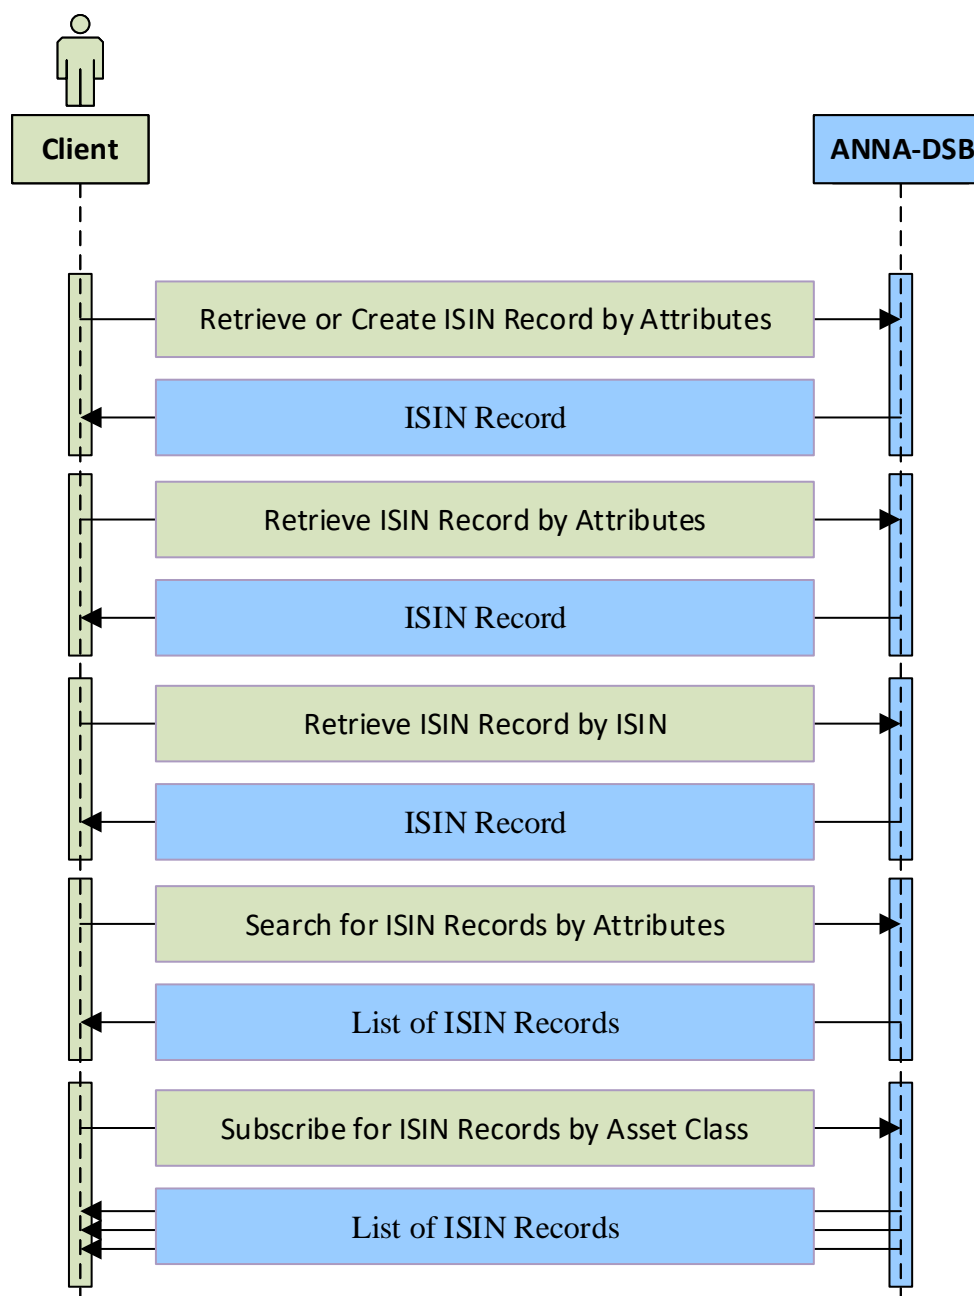 Client
ANNA-DSB
Retrieve or Create ISIN Record by Attributes
ISIN Record
Retrieve ISIN Record by Attributes
ISIN Record
Retrieve ISIN Record by ISIN
ISIN Record
Search for ISIN Records by Attributes
List of ISIN Records
Subscribe for ISIN Records by Asset Class
List of ISIN Records